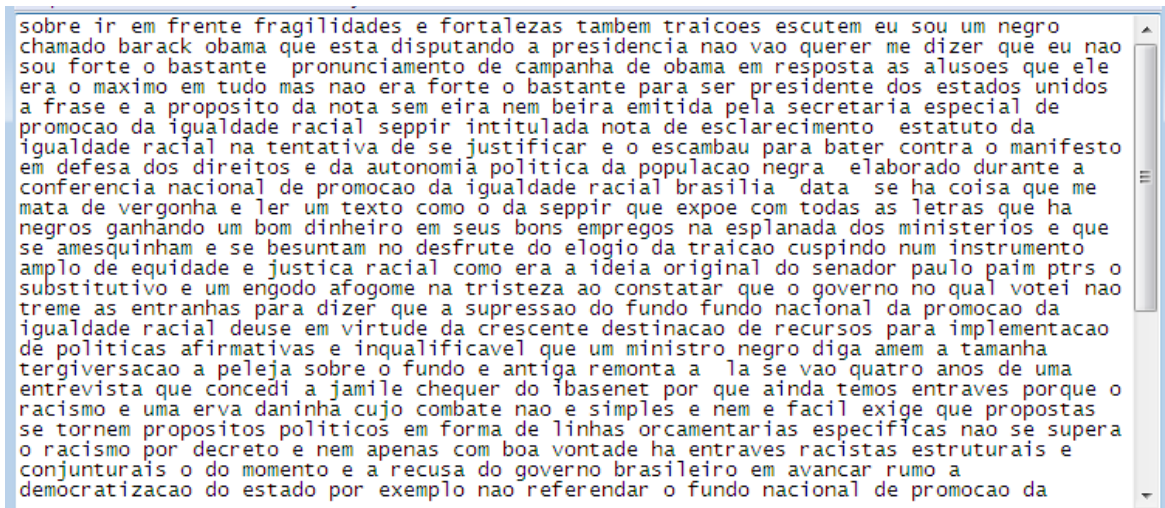 sobre ir em frente fragilidades e fortalezas tambem traicoes escutem eu sou um negro
chamado barack obama que esta disputando a presidencia nao vao querer me dizer que eu nao
sou forte o bastante  pronunciamento de campanha de obama em resposta as alusoes que ele
era o maximo em tudo mas nao era forte o bastante para ser presidente dos estados unidos
a frase e a proposito da nota sem eira nem beira emitida pela secretaria especial de
promocao da igualdade racial seppir intitulada nota de esclarecimento  estatuto da
igualdade racial na tentativa de se justificar e o escambau para bater contra o manifesto
em defesa dos direitos e da autonomia politica da populacao negra  elaborado durante a
conferencia nacional de promocao da igualdade racial brasilia  data  se ha coisa que me
mata de vergonha e ler um texto como o da seppir que expoe com todas as letras que ha
negros ganhando um bom dinheiro em seus bons empregos na esplanada dos ministerios e que
se amesquinham e se besuntam no desfrute do elogio da traicao cuspindo num instrumento
amplo de equidade e justica racial como era a ideia original do senador paulo paim ptrs o
substitutivo e um engodo afogome na tristeza ao constatar que o governo no qual votei nao
treme as entranhas para dizer que a supressao do fundo fundo nacional da promocao da
igualdade racial deuse em virtude da crescente destinacao de recursos para implementacao
de politicas afirmativas e inqualificavel que um ministro negro diga amem a tamanha
tergiversacao a peleja sobre o fundo e antiga remonta a  la se vao quatro anos de uma
entrevista que concedi a jamile chequer do ibasenet por que ainda temos entraves porque o
racismo e uma erva daninha cujo combate nao e simples e nem e facil exige que propostas
se tornem propositos politicos em forma de linhas orcamentarias especificas nao se supera
o racismo por decreto e nem apenas com boa vontade ha entraves racistas estruturais e
conjunturais o do momento e a recusa do governo brasileiro em avancar rumo a
democratizacao do estado por exemplo nao referendar o fundo nacional de promocao da